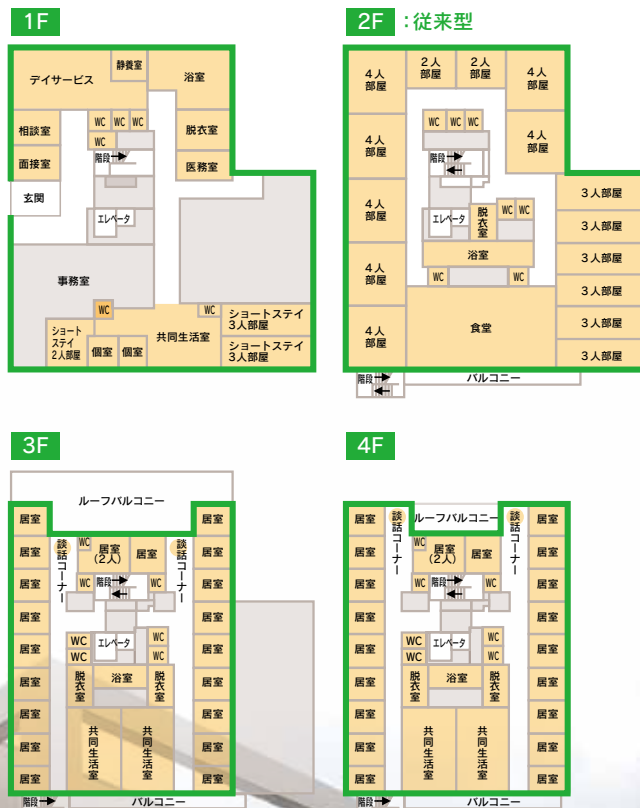 1F
デイサービス
静養室
浴室
相談室
WC
WC
WC
WC
脱衣室
階段
面接室
医務室
玄関
エレベータ
事務室
WC
WC
ショート
ステイ
2人部屋
個室
個室
共同生活室
ショートステイ
3人部屋
ショートステイ
3人部屋
2F:従来型
4人
部屋
2人
部屋
2人
部屋
4人
部屋
4人
部屋
WC
WC
WC
4人
部屋
階段
3人部屋
4人
部屋
エレベータ
脱衣室
WC
WC
3人部屋
浴室
3人部屋
4人
部屋
WC
WC
3人部屋
4人
部屋
食堂
3人部屋
3人部屋
階段
バルコニー
3F
ルーフバルコニー
居室
居室
居室
談話コーナー
WC
居室
(2人)
居室
談話コーナー
居室
居室
WC
階段
WC
居室
居室
居室
居室
WC
エレベータ
WC
居室
WC
WC
居室
脱衣室
浴室
脱衣室
居室
居室
共同生活室
共同生活室
居室
居室
居室
居室
居室
階段
バルコニー
4F
居室
談話コーナー
ルーフバルコニー
談話コーナー
居室
居室
WC
居室
(2人)
居室
居室
居室
WC
階段
WC
居室
居室
居室
居室
WC
エレベータ
WC
居室
WC
WC
居室
脱衣室
浴室
脱衣室
居室
居室
共同生活室
共同生活室
居室
居室
居室
居室
居室
階段
バルコニー